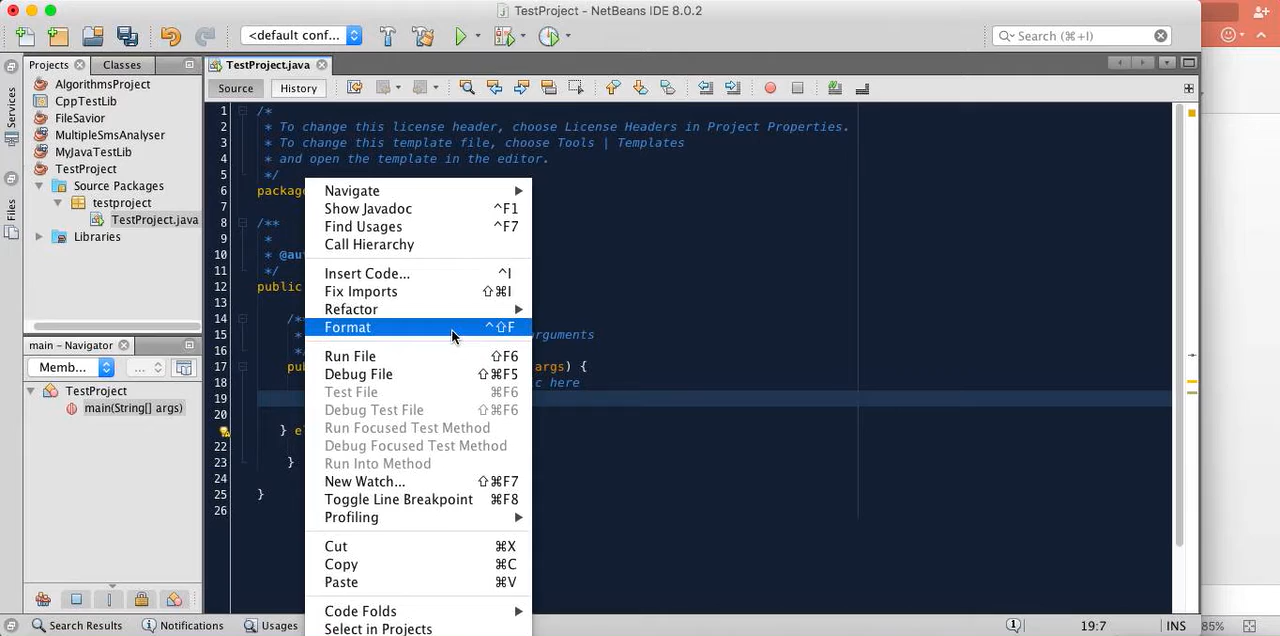 TestProject - NetBeans IDE 8.0.2
<default conf...
Search (⌘+I)
Projects
Classes
TestProject.java
Services
Files
AlgorithmsProject
CppTestLib
FileSavior
MultipleSmsAnalyser
MyJavaTestLib
TestProject
Source Packages
testproject
TestProject.java
Libraries
main - Navigator
Memb...
...
TestProject
main(String[] args)
Source
History
1 /*
2 * To change this license header, choose License Headers in Project Properties.
3 * To change this template file, choose Tools | Templates
4 * and open the template in the editor.
5 */
6 package
7
8 /**
9 *
10 * @au
11 */
12 public
13
14 /*
15 * arguments
16 *
17 pu args) {
18 c here
19
20
} e
22
23 }
24
25 }
26
Navigate
Show Javadoc ^F1
Find Usages ^F7
Call Hierarchy
Insert Code... ^I
Fix Imports ⇧⌘I
Refactor
Format ^⇧F
Run File ⇧F6
Debug File ⇧⌘F5
Test File ⌘F6
Debug Test File ⇧⌘F6
Run Focused Test Method
Debug Focused Test Method
Run Into Method
New Watch... ⇧⌘F7
Toggle Line Breakpoint ⌘F8
Profiling
Cut ⌘X
Copy ⌘C
Paste ⌘V
Code Folds
Select in Projects
Search Results
Notifications
Usages
19:7
INS
85%